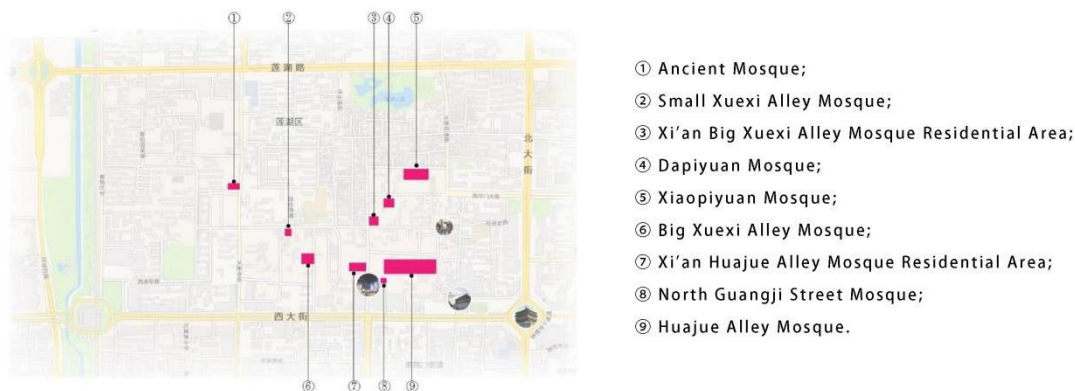 ① ② ③ ④ ⑤
莲湖路
莲湖区
北大街
西大街
⑥ ⑦ ⑧ ⑨
① Ancient Mosque;
② Small Xuexi Alley Mosque;
③ Xi’an Big Xuexi Alley Mosque Residential Area;
④ Dapiyuan Mosque;
⑤ Xiaopiyuan Mosque;
⑥ Big Xuexi Alley Mosque;
⑦ Xi’an Huajue Alley Mosque Residential Area;
⑧ North Guangji Street Mosque;
⑨ Huajue Alley Mosque.